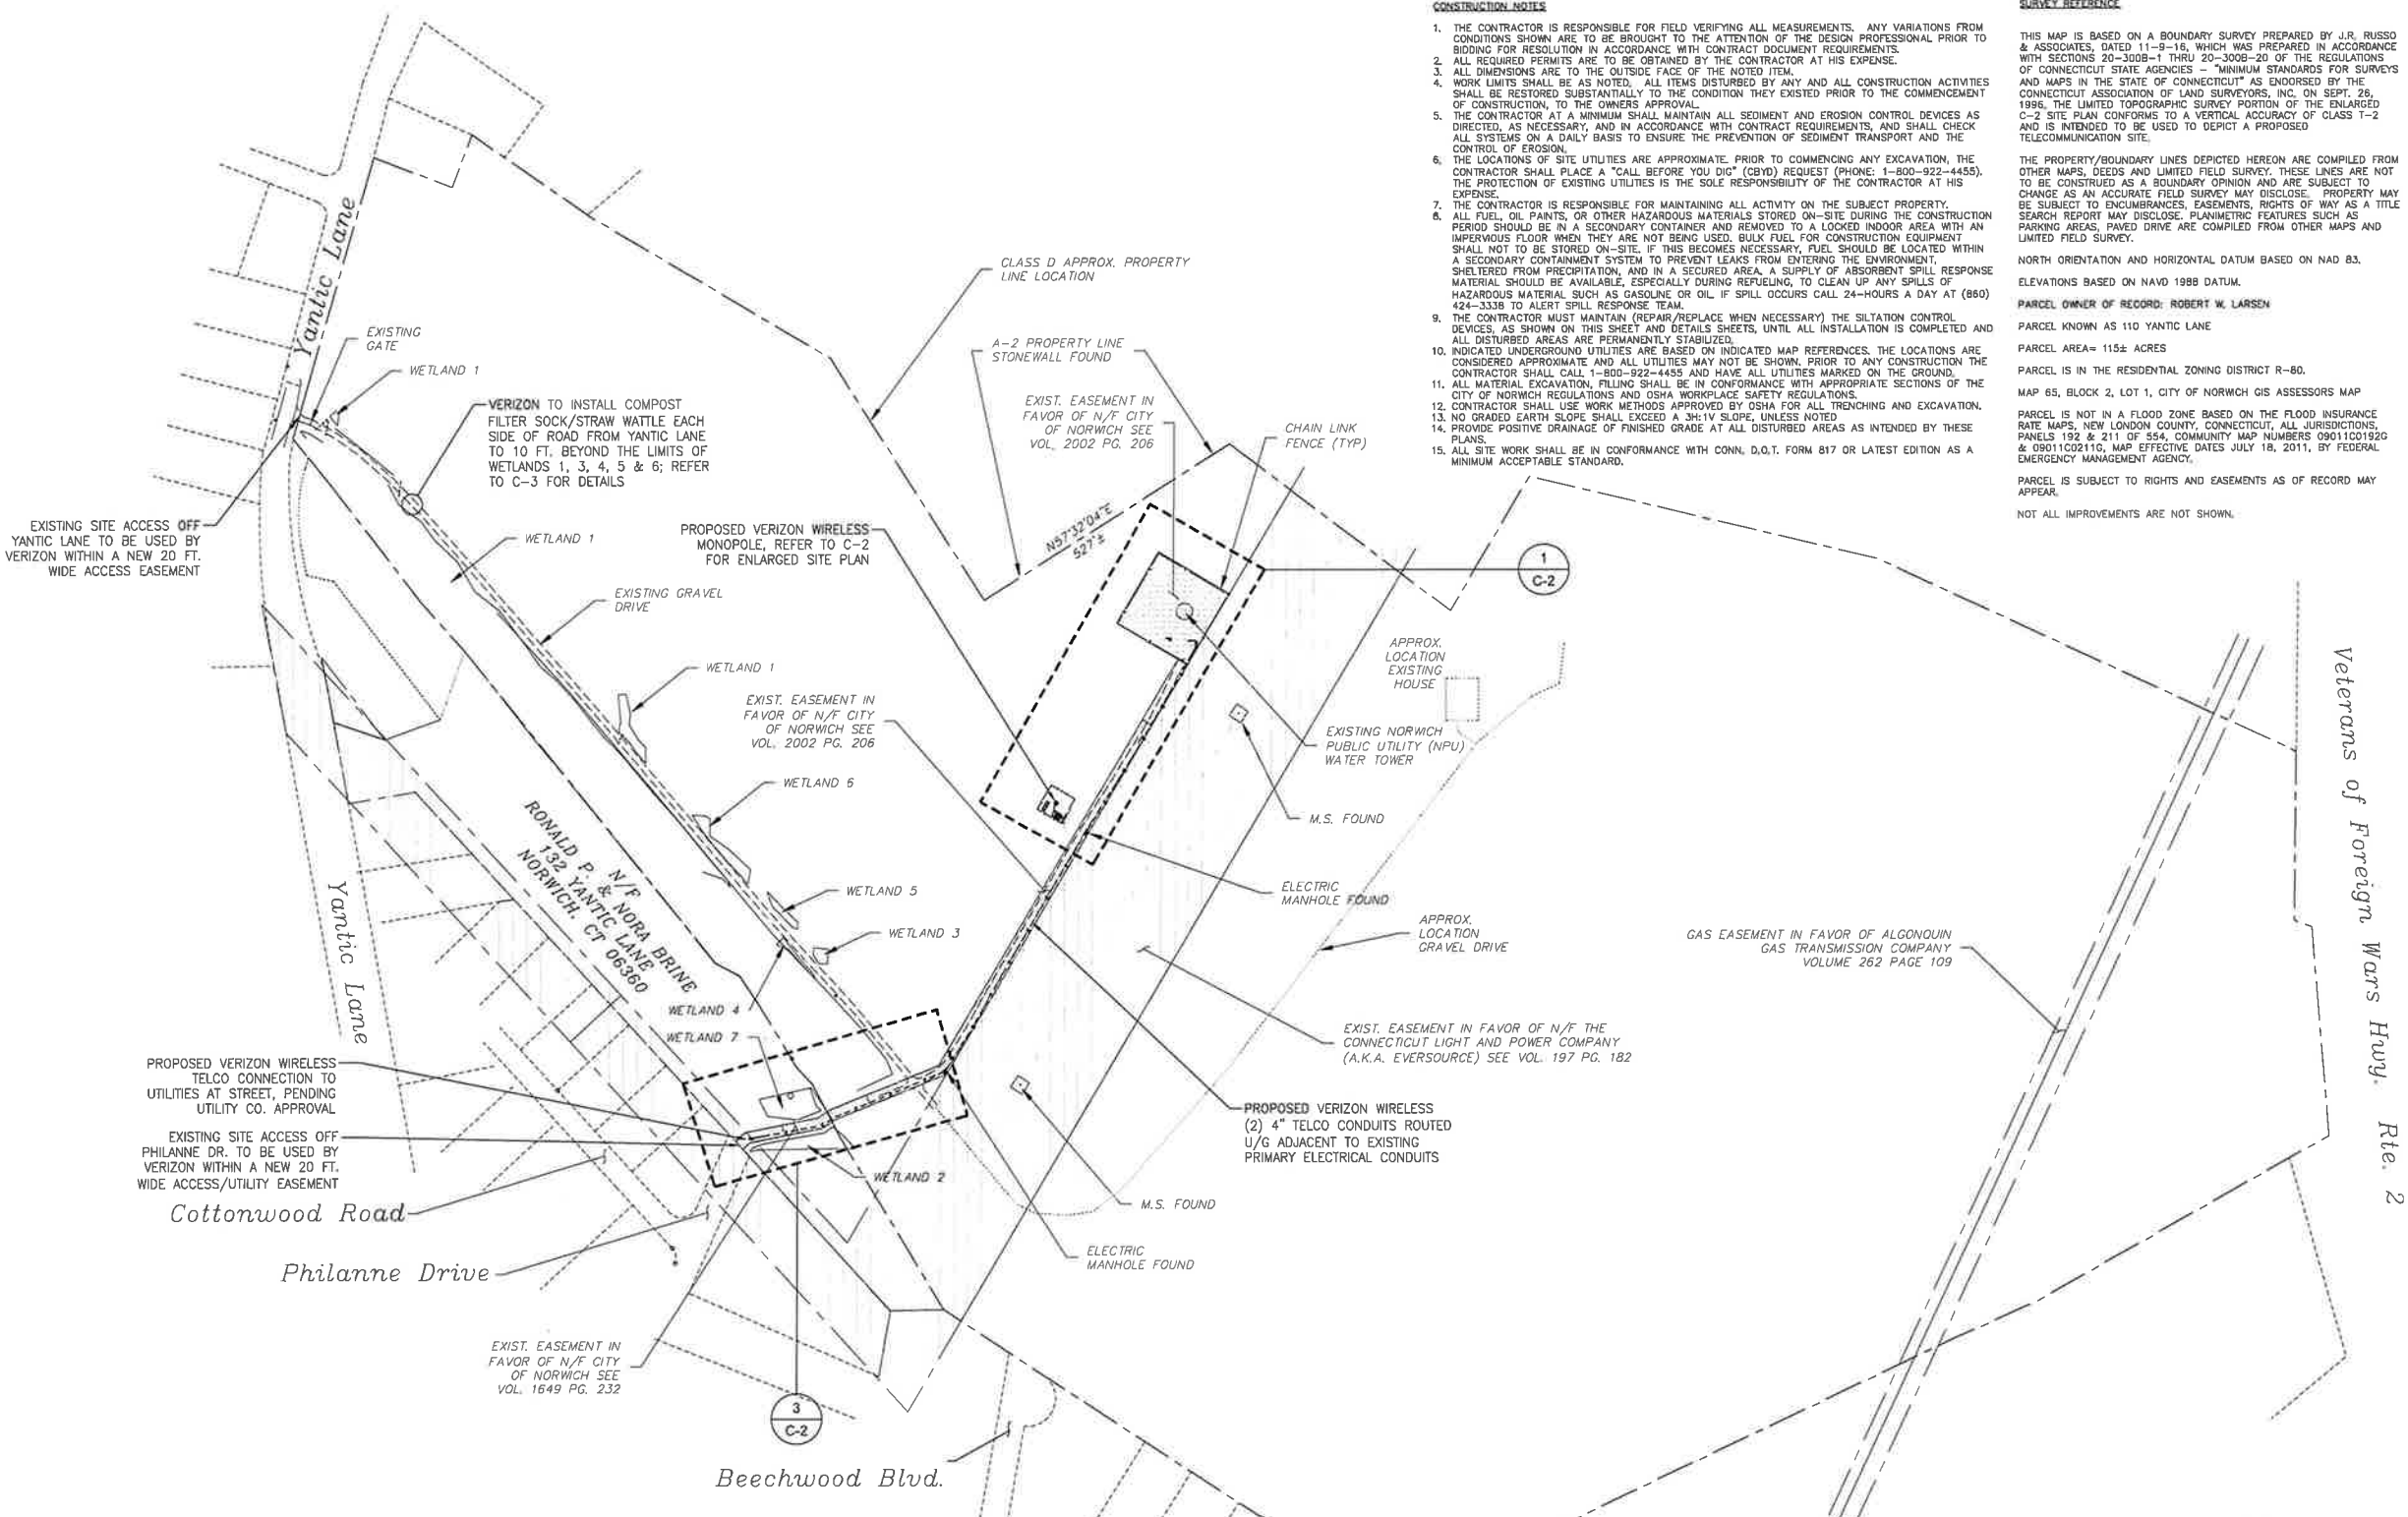 CONSTRUCTION NOTES
1. THE CONTRACTOR IS RESPONSIBLE FOR FIELD VERIFYING ALL MEASUREMENTS. ANY VARIATIONS FROM
CONDITIONS SHOWN ARE TO BE BROUGHT TO THE ATTENTION OF THE DESIGN PROFESSIONAL PRIOR TO
BIDDING FOR RESOLUTION IN ACCORDANCE WITH CONTRACT DOCUMENT REQUIREMENTS.
2. ALL REQUIRED PERMITS ARE TO BE OBTAINED BY THE CONTRACTOR AT HIS EXPENSE.
3. ALL DIMENSIONS ARE TO THE OUTSIDE FACE OF THE NOTED ITEM.
4. WORK LIMITS SHALL BE AS NOTED. ALL ITEMS DISTURBED BY ANY AND ALL CONSTRUCTION ACTIVITIES
SHALL BE RESTORED SUBSTANTIALLY TO THE CONDITION THEY EXISTED PRIOR TO THE COMMENCEMENT
OF CONSTRUCTION, TO THE OWNERS APPROVAL.
5. THE CONTRACTOR AT A MINIMUM SHALL MAINTAIN ALL SEDIMENT AND EROSION CONTROL DEVICES AS
DIRECTED, AS NECESSARY, AND IN ACCORDANCE WITH CONTRACT REQUIREMENTS, AND SHALL CHECK
ALL SYSTEMS ON A DAILY BASIS TO ENSURE THE PREVENTION OF SEDIMENT TRANSPORT AND THE
CONTROL OF EROSION.
6. THE LOCATIONS OF SITE UTILITIES ARE APPROXIMATE. PRIOR TO COMMENCING ANY EXCAVATION, THE
CONTRACTOR SHALL PLACE A "CALL BEFORE YOU DIG" (CBYD) REQUEST (PHONE: 1-800-922-4455).
THE PROTECTION OF EXISTING UTILITIES IS THE SOLE RESPONSIBILITY OF THE CONTRACTOR AT HIS
EXPENSE.
7. THE CONTRACTOR IS RESPONSIBLE FOR MAINTAINING ALL ACTIVITY ON THE SUBJECT PROPERTY.
8. ALL FUEL, OIL PAINTS, OR OTHER HAZARDOUS MATERIALS STORED ON-SITE DURING THE CONSTRUCTION
PERIOD SHOULD BE IN A SECONDARY CONTAINER AND REMOVED TO A LOCKED INDOOR AREA WITH AN
IMPERVIOUS FLOOR WHEN THEY ARE NOT BEING USED. BULK FUEL FOR CONSTRUCTION EQUIPMENT
SHALL NOT TO BE STORED ON-SITE. IF THIS BECOMES NECESSARY, FUEL SHOULD BE LOCATED WITHIN
A SECONDARY CONTAINMENT SYSTEM TO PREVENT LEAKS FROM ENTERING THE ENVIRONMENT,
SHELTERED FROM PRECIPITATION, AND IN A SECURED AREA. A SUPPLY OF ABSORBENT SPILL RESPONSE
MATERIAL SHOULD BE AVAILABLE, ESPECIALLY DURING REFUELING, TO CLEAN UP ANY SPILLS OF
HAZARDOUS MATERIAL SUCH AS GASOLINE OR OIL. IF SPILL OCCURS CALL 24-HOURS A DAY AT (860)
424-3338 TO ALERT SPILL RESPONSE TEAM.
9. THE CONTRACTOR MUST MAINTAIN (REPAIR/REPLACE WHEN NECESSARY) THE SILTATION CONTROL
DEVICES, AS SHOWN ON THIS SHEET AND DETAILS SHEETS, UNTIL ALL INSTALLATION IS COMPLETED AND
ALL DISTURBED AREAS ARE PERMANENTLY STABILIZED.
10. INDICATED UNDERGROUND UTILITIES ARE BASED ON INDICATED MAP REFERENCES. THE LOCATIONS ARE
CONSIDERED APPROXIMATE AND ALL UTILITIES MAY NOT BE SHOWN. PRIOR TO ANY CONSTRUCTION THE
CONTRACTOR SHALL CALL 1-800-922-4455 AND HAVE ALL UTILITIES MARKED ON THE GROUND.
11. ALL MATERIAL EXCAVATION, FILLING SHALL BE IN CONFORMANCE WITH APPROPRIATE SECTIONS OF THE
CITY OF NORWICH REGULATIONS AND OSHA WORKPLACE SAFETY REGULATIONS.
12. CONTRACTOR SHALL USE WORK METHODS APPROVED BY OSHA FOR ALL TRENCHING AND EXCAVATION.
13. NO GRADED EARTH SLOPE SHALL EXCEED A 3H:1V SLOPE, UNLESS NOTED
14. PROVIDE POSITIVE DRAINAGE OF FINISHED GRADE AT ALL DISTURBED AREAS AS INTENDED BY THESE
PLANS.
15. ALL SITE WORK SHALL BE IN CONFORMANCE WITH CONN. D.O.T. FORM 817 OR LATEST EDITION AS A
MINIMUM ACCEPTABLE STANDARD.
SURVEY REFERENCE
THIS MAP IS BASED ON A BOUNDARY SURVEY PREPARED BY J.R. RUSSO
& ASSOCIATES, DATED 11-9-16, WHICH WAS PREPARED IN ACCORDANCE
WITH SECTIONS 20-300B-1 THRU 20-300B-20 OF THE REGULATIONS
OF CONNECTICUT STATE AGENCIES - "MINIMUM STANDARDS FOR SURVEYS
AND MAPS IN THE STATE OF CONNECTICUT" AS ENDORSED BY THE
CONNECTICUT ASSOCIATION OF LAND SURVEYORS, INC. ON SEPT. 26,
1996. THE LIMITED TOPOGRAPHIC SURVEY PORTION OF THE ENLARGED
C-2 SITE PLAN CONFORMS TO A VERTICAL ACCURACY OF CLASS T-2
AND IS INTENDED TO BE USED TO DEPICT A PROPOSED
TELECOMMUNICATION SITE.
THE PROPERTY/BOUNDARY LINES DEPICTED HEREON ARE COMPILED FROM
OTHER MAPS, DEEDS AND LIMITED FIELD SURVEY. THESE LINES ARE NOT
TO BE CONSTRUED AS A BOUNDARY OPINION AND ARE SUBJECT TO
CHANGE AS AN ACCURATE FIELD SURVEY MAY DISCLOSE. PROPERTY MAY
BE SUBJECT TO ENCUMBRANCES, EASEMENTS, RIGHTS OF WAY AS A TITLE
SEARCH REPORT MAY DISCLOSE. PLANIMETRIC FEATURES SUCH AS
PARKING AREAS, PAVED DRIVE ARE COMPILED FROM OTHER MAPS AND
LIMITED FIELD SURVEY.
NORTH ORIENTATION AND HORIZONTAL DATUM BASED ON NAD 83.
ELEVATIONS BASED ON NAVD 1988 DATUM.
PARCEL OWNER OF RECORD: ROBERT W. LARSEN
PARCEL KNOWN AS 110 YANTIC LANE
PARCEL AREA= 115± ACRES
PARCEL IS IN THE RESIDENTIAL ZONING DISTRICT R-80.
MAP 65, BLOCK 2, LOT 1, CITY OF NORWICH GIS ASSESSORS MAP
PARCEL IS NOT IN A FLOOD ZONE BASED ON THE FLOOD INSURANCE
RATE MAPS, NEW LONDON COUNTY, CONNECTICUT, ALL JURISDICTIONS,
PANELS 192 & 211 OF 554, COMMUNITY MAP NUMBERS 09011C0192G
& 09011C0211G, MAP EFFECTIVE DATES JULY 18, 2011, BY FEDERAL
EMERGENCY MANAGEMENT AGENCY.
PARCEL IS SUBJECT TO RIGHTS AND EASEMENTS AS OF RECORD MAY
APPEAR.
NOT ALL IMPROVEMENTS ARE NOT SHOWN.
Yantic Lane
EXISTING
GATE
WETLAND 1
VERIZON TO INSTALL COMPOST
FILTER SOCK/STRAW WATTLE EACH
SIDE OF ROAD FROM YANTIC LANE
TO 10 FT. BEYOND THE LIMITS OF
WETLANDS 1, 3, 4, 5 & 6; REFER
TO C-3 FOR DETAILS
CLASS D APPROX. PROPERTY
LINE LOCATION
A-2 PROPERTY LINE
STONEWALL FOUND
EXIST. EASEMENT IN
FAVOR OF N/F CITY
OF NORWICH SEE
VOL. 2002 PG. 206
CHAIN LINK
FENCE (TYP)
EXISTING SITE ACCESS OFF
YANTIC LANE TO BE USED BY
VERIZON WITHIN A NEW 20 FT.
WIDE ACCESS EASEMENT
WETLAND 1
PROPOSED VERIZON WIRELESS
MONOPOLE, REFER TO C-2
FOR ENLARGED SITE PLAN
N57°32'04"E
527'±
1
C-2
EXISTING GRAVEL
DRIVE
WETLAND 1
EXIST. EASEMENT IN
FAVOR OF N/F CITY
OF NORWICH SEE
VOL. 2002 PG. 206
APPROX.
LOCATION
EXISTING
HOUSE
EXISTING NORWICH
PUBLIC UTILITY (NPU)
WATER TOWER
WETLAND 6
M.S. FOUND
N/F
RONALD P. & NORA BRINE
132 YANTIC LANE
NORWICH, CT 06360
WETLAND 5
ELECTRIC
MANHOLE FOUND
WETLAND 3
APPROX.
LOCATION
GRAVEL DRIVE
GAS EASEMENT IN FAVOR OF ALGONQUIN
GAS TRANSMISSION COMPANY
VOLUME 262 PAGE 109
Veterans of Foreign Wars Hwy. Rte. 2
Yantic Lane
WETLAND 4
WETLAND 7
EXIST. EASEMENT IN FAVOR OF N/F THE
CONNECTICUT LIGHT AND POWER COMPANY
(A.K.A. EVERSOURCE) SEE VOL. 197 PG. 182
PROPOSED VERIZON WIRELESS
TELCO CONNECTION TO
UTILITIES AT STREET, PENDING
UTILITY CO. APPROVAL
PROPOSED VERIZON WIRELESS
(2) 4" TELCO CONDUITS ROUTED
U/G ADJACENT TO EXISTING
PRIMARY ELECTRICAL CONDUITS
EXISTING SITE ACCESS OFF
PHILANNE DR. TO BE USED BY
VERIZON WITHIN A NEW 20 FT.
WIDE ACCESS/UTILITY EASEMENT
WETLAND 2
Cottonwood Road
M.S. FOUND
Philanne Drive
ELECTRIC
MANHOLE FOUND
EXIST. EASEMENT IN
FAVOR OF N/F CITY
OF NORWICH SEE
VOL. 1649 PG. 232
3
C-2
Beechwood Blvd.